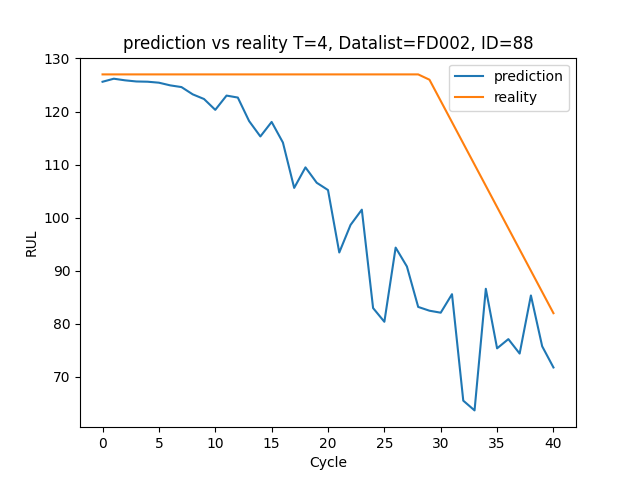 prediction vs reality T=4, Datalist=FD002, ID=88
130
120
110
100
90
80
70
RUL
prediction
reality
0 5 10 15 20 25 30 35 40
Cycle